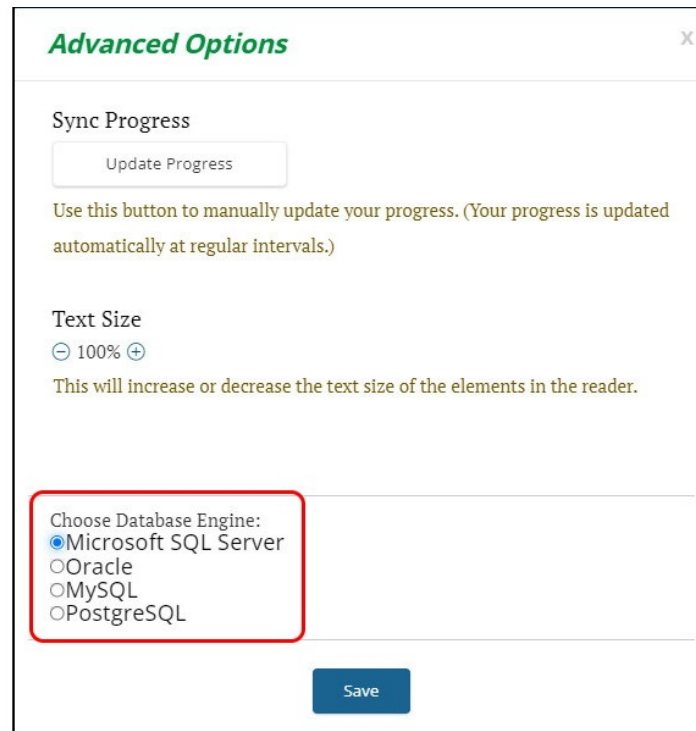 Advanced Options
X
Sync Progress
Update Progress
Use this button to manually update your progress. (Your progress is updated
automatically at regular intervals.)
Text Size
100%
This will increase or decrease the text size of the elements in the reader.
Choose Database Engine:
Microsoft SQL Server
Oracle
MySQL
PostgreSQL
Save